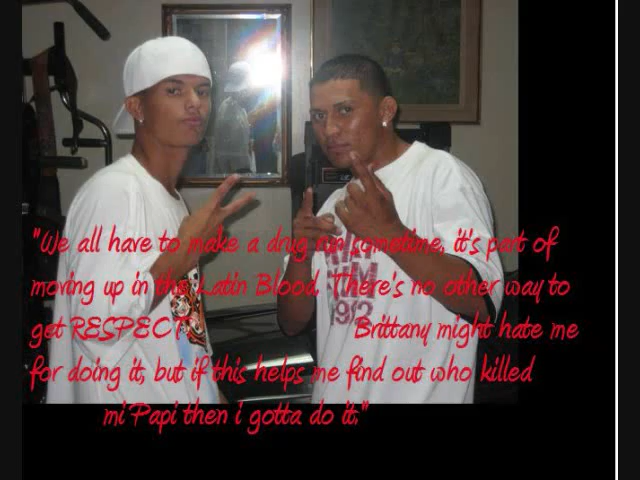 "We all have to make a drug run sometime, it's part of
moving up in the Latin Blood. There's no other way to
get RESPECT. Brittany might hate me
for doing it, but if this helps me find out who killed
mi Papi then i gotta do it."
1982